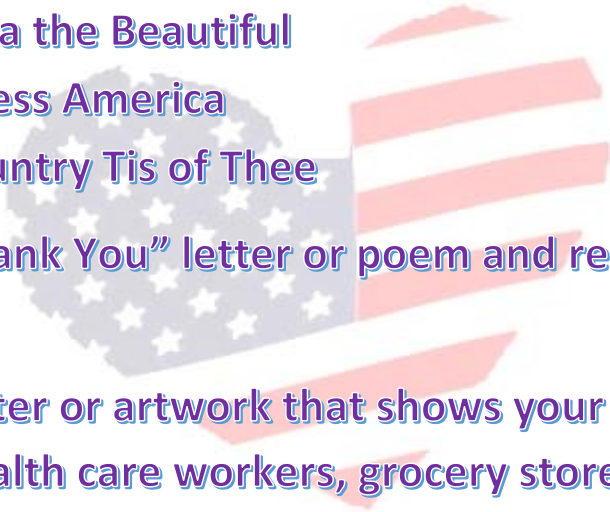 a the Beautiful
ess America
untry Tis of Thee
ank You” letter or poem and re
ter or artwork that shows your
alth care workers, grocery store